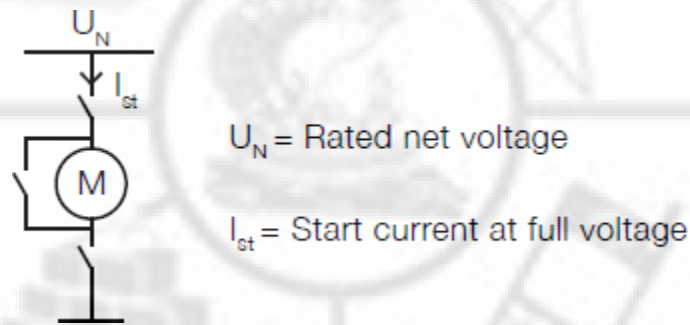 U_N
I_st
U_N = Rated net voltage
M
I_st = Start current at full voltage